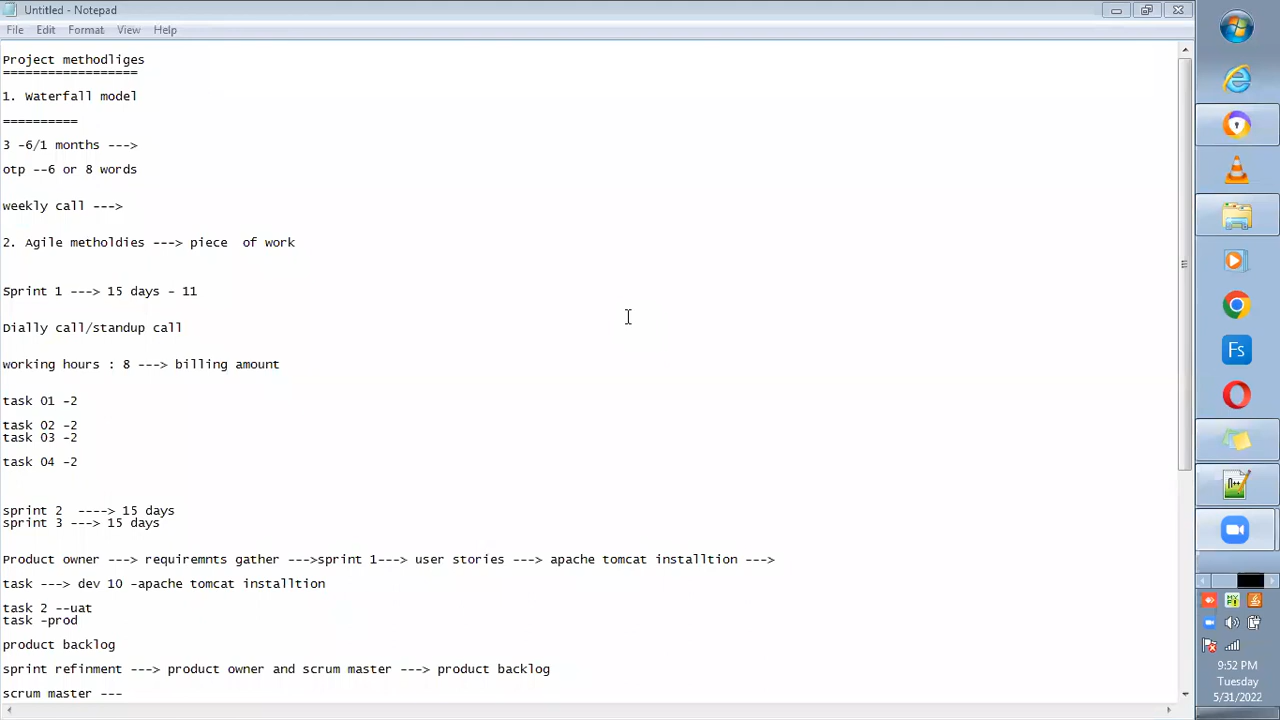 Untitled - Notepad
File Edit Format View Help
Project methodliges
==================
1. Waterfall model
==========
3 -6/1 months --->
otp --6 or 8 words
weekly call --->
2. Agile metholdies ---> piece  of work
Sprint 1 ---> 15 days - 11
Dially call/standup call
working hours : 8 ---> billing amount
task 01 -2
task 02 -2
task 03 -2
task 04 -2
sprint 2  ----> 15 days
sprint 3 ---> 15 days
Product owner ---> requiremnts gather --->sprint 1---> user stories ---> apache tomcat installtion --->
task ---> dev 10 -apache tomcat installtion
task 2 --uat
task -prod
product backlog
sprint refinment ---> product owner and scrum master ---> product backlog
scrum master ---
Fs
9:52 PM
Tuesday
5/31/2022